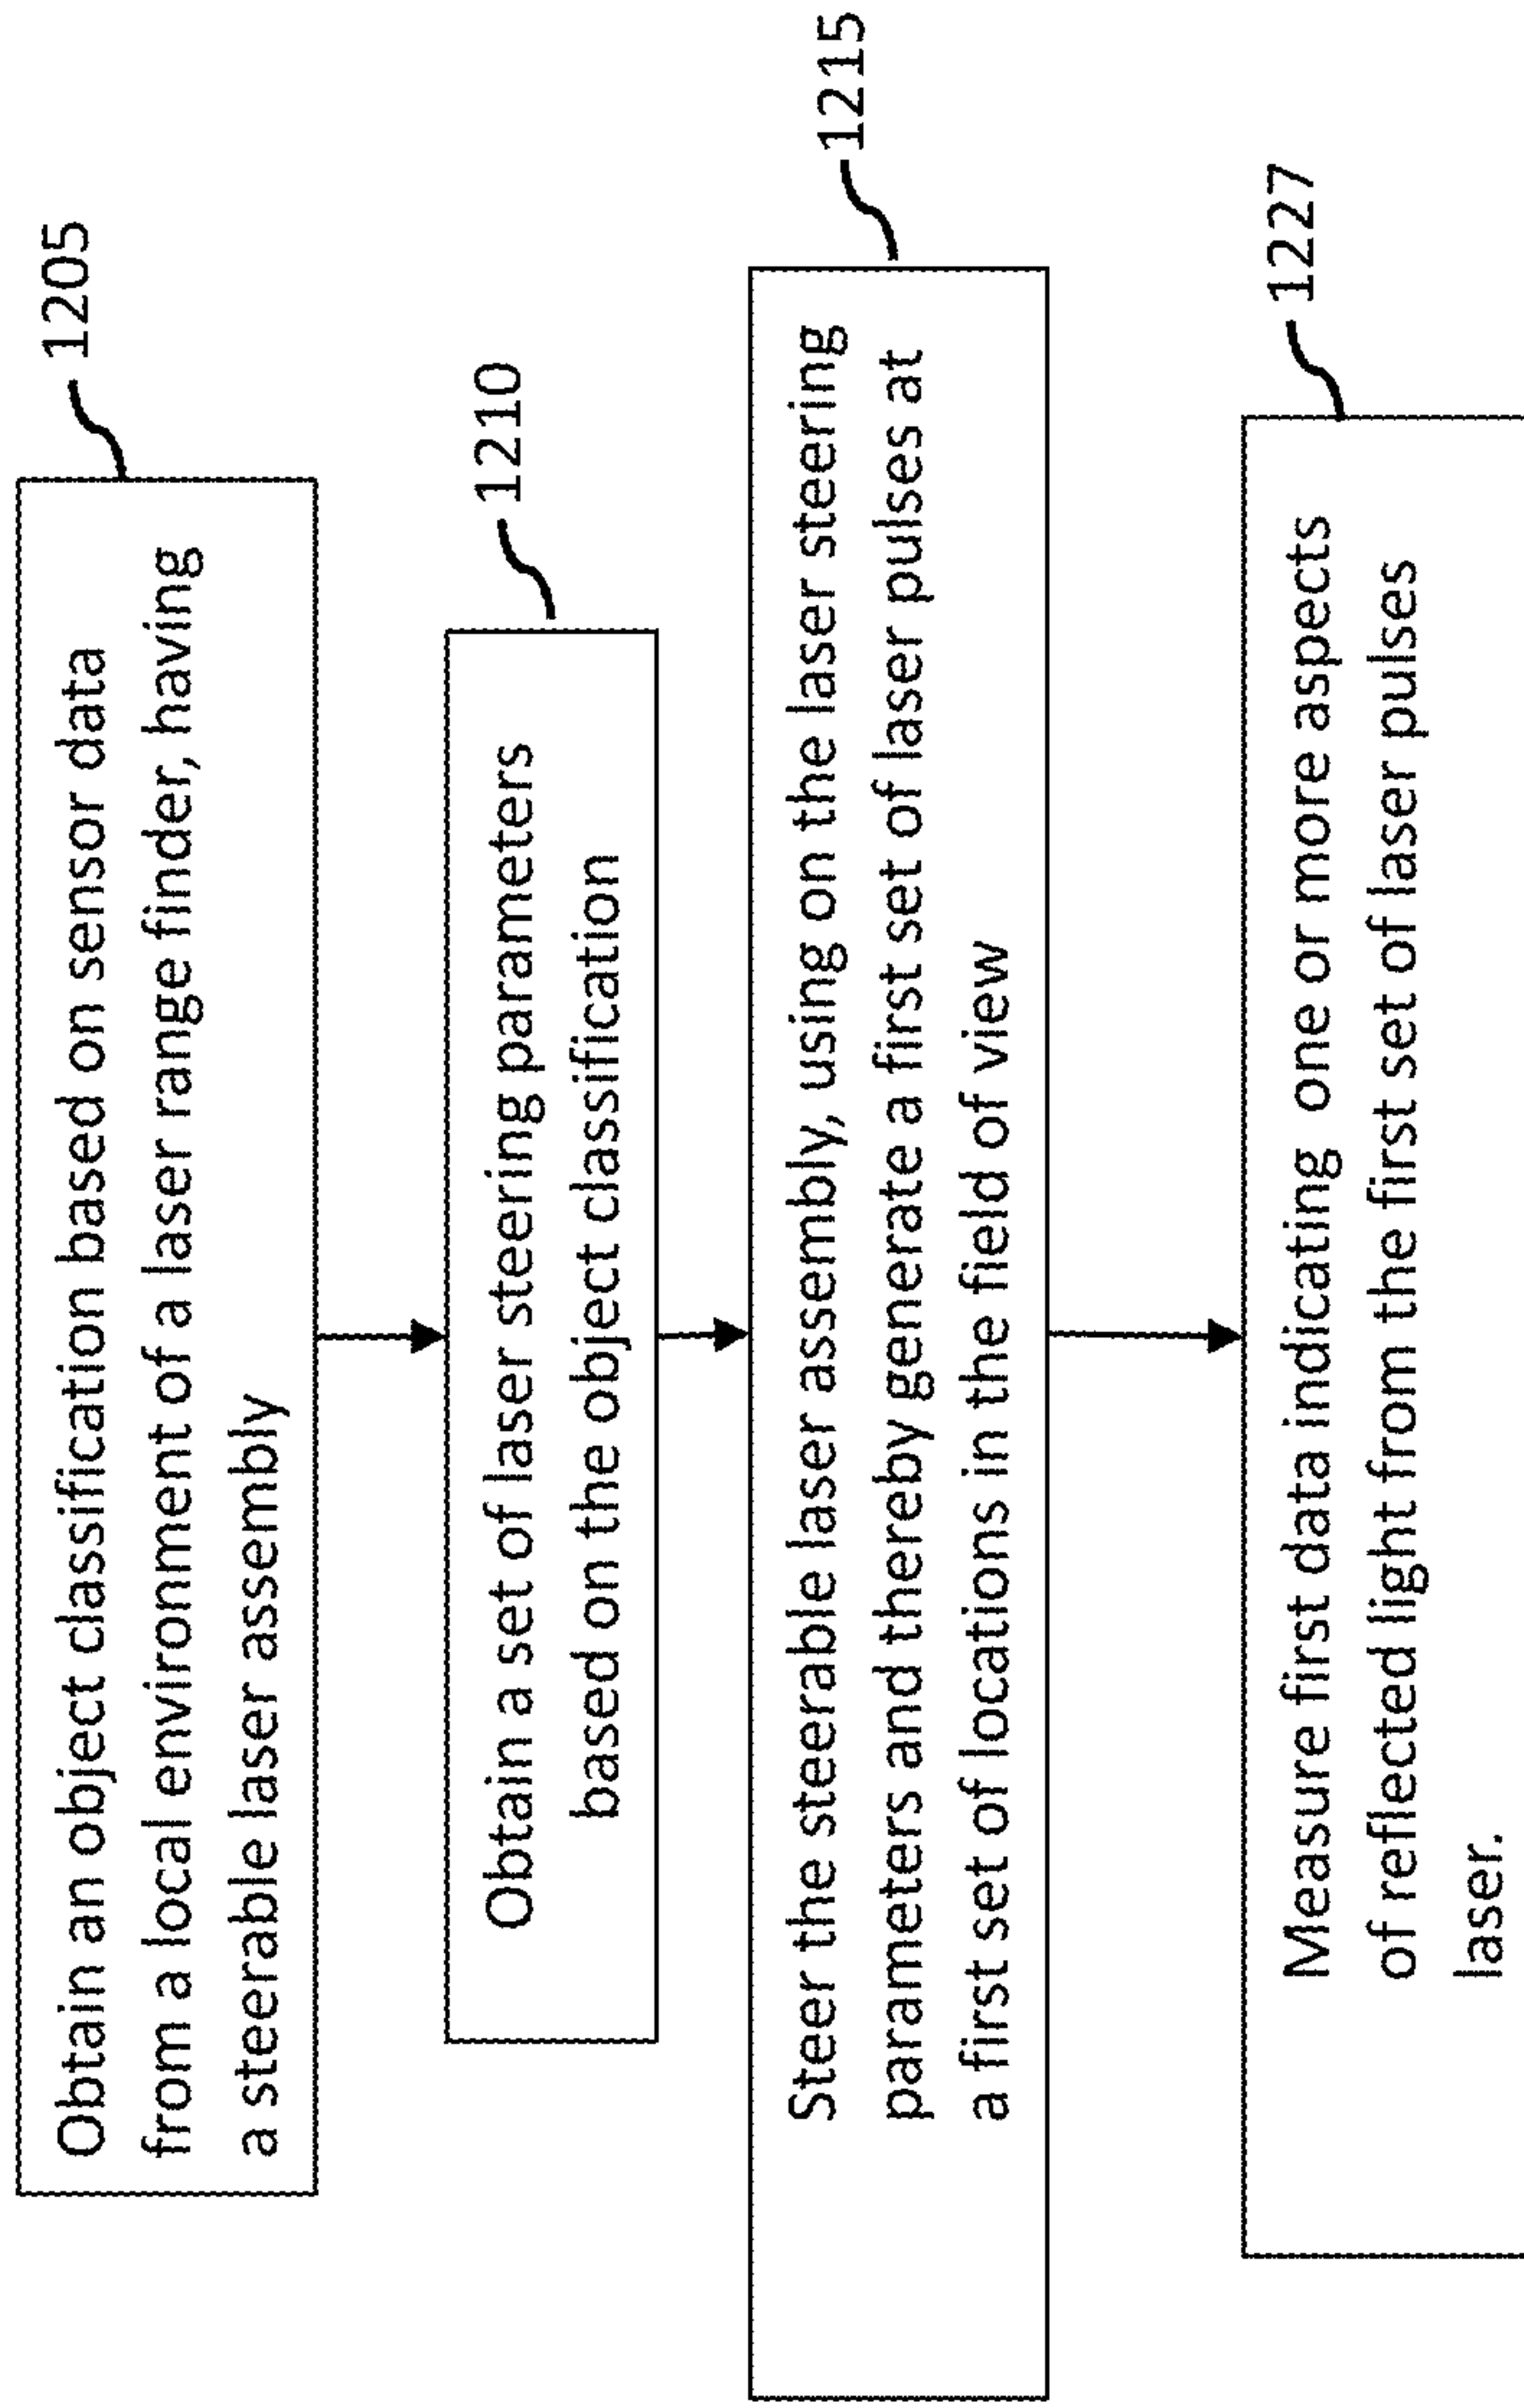 Obtain an object classification based on sensor data
from a local environment of a laser range finder, having
a steerable laser assembly
1205
Obtain a set of laser steering parameters
based on the object classification
1210
Steer the steerable laser assembly, using on the laser steering
parameters and thereby generate a first set of laser pulses at
a first set of locations in the field of view
1215
Measure first data indicating one or more aspects
of reflected light from the first set of laser pulses
laser.
1227